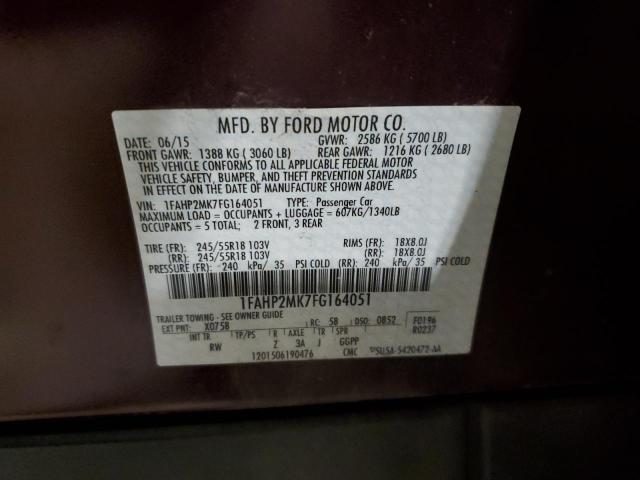 MFD. BY FORD MOTOR CO.
DATE: 06/15 GVWR: 2586 KG ( 5700 LB)
FRONT GAWR: 1388 KG ( 3060 LB) REAR GAWR: 1216 KG ( 2680 LB)
THIS VEHICLE CONFORMS TO ALL APPLICABLE FEDERAL MOTOR
VEHICLE SAFETY, BUMPER, AND THEFT PREVENTION STANDARDS
IN EFFECT ON THE DATE OF MANUFACTURE SHOWN ABOVE.
VIN: 1FAHP2MK7FG164051 TYPE: Passenger Car
MAXIMUM LOAD = OCCUPANTS + LUGGAGE = 607KG/1340LB
OCCUPANTS = 5 TOTAL; 2 FRONT, 3 REAR
TIRE (FR): 245/55R18 103V RIMS (FR): 18X8.0J
(RR): 245/55R18 103V (RR): 18X8.0J
PRESSURE (FR): 240 kPa/ 35 PSI COLD (RR): 240 kPa/ 35 PSI COLD
1FAHP2MK7FG164051
TRAILER TOWING - SEE OWNER GUIDE
EXT PNT: X0758 RC: 58 DSO: 0852 F0196
INT TR TP/PS R AXLE TR SPR R0237
RW Z 3A J GGPP
1201506190476 CMC 5U5A-5420472-AA